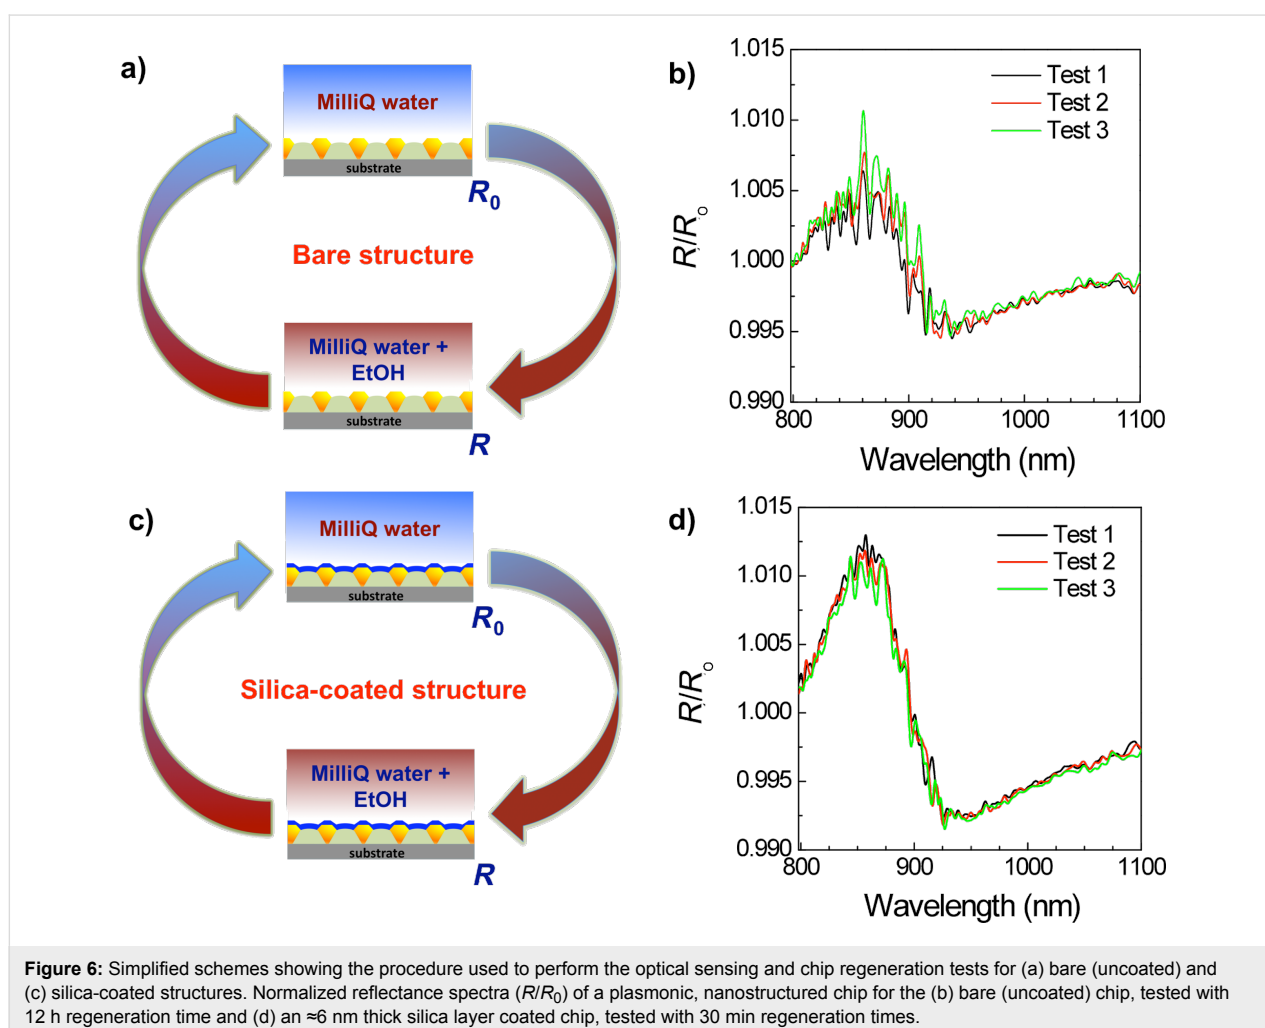 a)
MilliQ water
substrate
R0
Bare structure
MilliQ water +
EtOH
substrate
R
b)
1.015
1.010
1.005
1.000
0.995
0.990
R/Ro
Test 1
Test 2
Test 3
800 900 1000 1100
Wavelength (nm)
c)
MilliQ water
substrate
R0
Silica-coated structure
MilliQ water +
EtOH
substrate
R
d)
1.015
1.010
1.005
1.000
0.995
0.990
R/Ro
Test 1
Test 2
Test 3
800 900 1000 1100
Wavelength (nm)
Figure 6: Simplified schemes showing the procedure used to perform the optical sensing and chip regeneration tests for (a) bare (uncoated) and
(c) silica-coated structures. Normalized reflectance spectra (R/R0) of a plasmonic, nanostructured chip for the (b) bare (uncoated) chip, tested with
12 h regeneration time and (d) an ≈6 nm thick silica layer coated chip, tested with 30 min regeneration times.